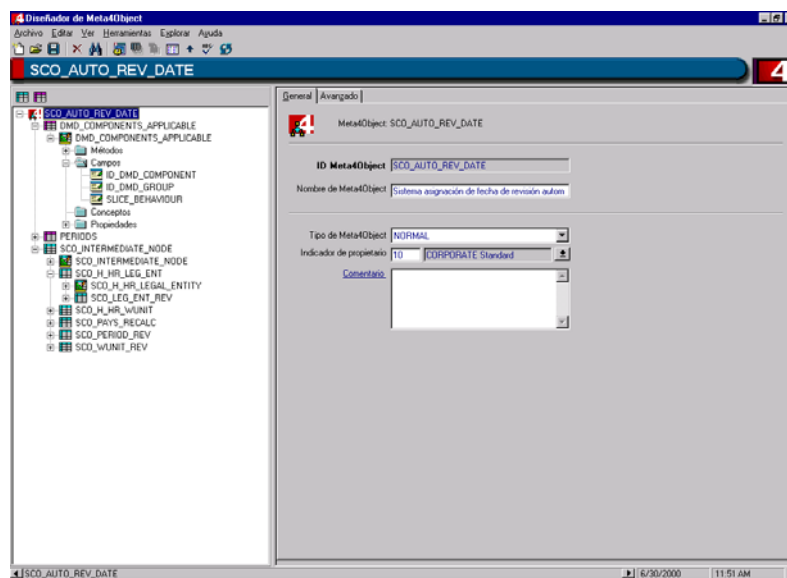 Diseñador de Meta4Object
Archivo Editar Ver Herramientas Explorar Ayuda
SCO_AUTO_REV_DATE
General Avanzado
SCO_AUTO_REV_DATE
DMD_COMPONENTS_APPLICABLE
DMD_COMPONENTS_APPLICABLE
Métodos
Campos
ID_DMD_COMPONENT
ID_DMD_GROUP
SLICE_BEHAVIOUR
Conceptos
Propiedades
PERIODS
SCO_INTERMEDIATE_NODE
SCO_INTERMEDIATE_NODE
SCO_H_HR_LEG_ENT
SCO_H_HR_LEGAL_ENTITY
SCO_LEG_ENT_REV
SCO_H_HR_WUNIT
SCO_PAYS_RECALC
SCO_PERIOD_REV
SCO_WUNIT_REV
Meta4Object: SCO_AUTO_REV_DATE
ID Meta4Object SCO_AUTO_REV_DATE
Nombre de Meta4Object Sistema asignación de fecha de revisión autom
Tipo de Meta4Object NORMAL
Indicador de propietario 10 CORPORATE Standard
Comentario
SCO_AUTO_REV_DATE 6/30/2000 11:51 AM